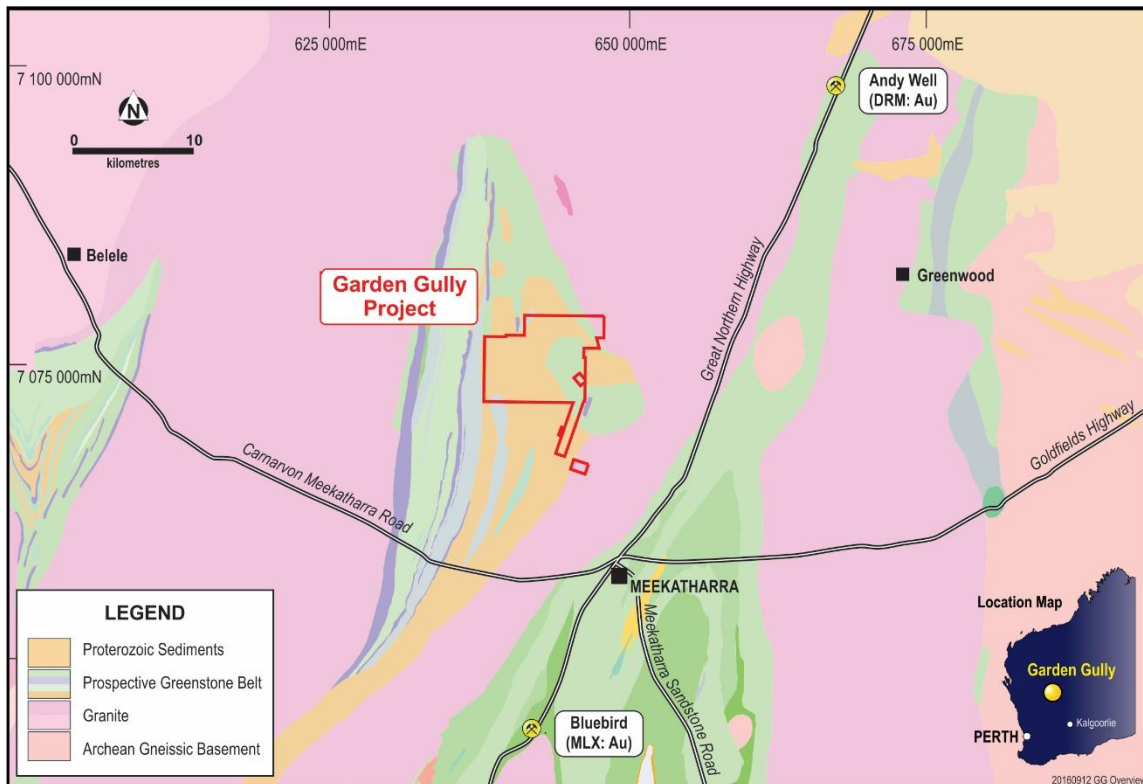 625 000mE
650 000mE
675 000mE
7 100 000mN
N
0
10
kilometres
Andy Well
(DRM: Au)
Belele
Garden Gully
Project
Great Northern Highway
Greenwood
7 075 000mN
Goldfields Highway
Carnarvon Meekatharra Road
MEEKATHARRA
Meekatharra Sandstone Road
Bluebird
(MLX: Au)
LEGEND
Proterozoic Sediments
Prospective Greenstone Belt
Granite
Archean Gneissic Basement
Location Map
Garden Gully
Kalgoorlie
PERTH
20160912 GG Overview